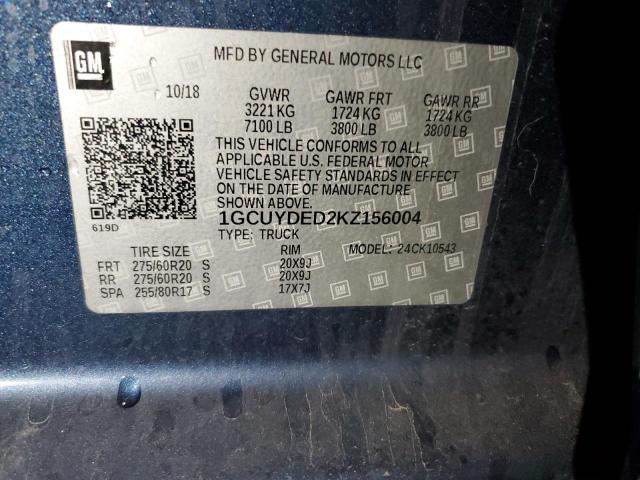 GM
MFD BY GENERAL MOTORS LLC
10/18 GVWR GAWR FRT GAWR RR
3221 KG 1724 KG 1724 KG
7100 LB 3800 LB 3800 LB
THIS VEHICLE CONFORMS TO ALL
APPLICABLE U.S. FEDERAL MOTOR
VEHICLE SAFETY STANDARDS IN EFFECT
ON THE DATE OF MANUFACTURE
SHOWN ABOVE.
619D
1GCUYDED2KZ156004
TYPE: TRUCK MODEL: 24CK10543
TIRE SIZE RIM
FRT 275/60R20 S 20X9J
RR 275/60R20 S 20X9J
SPA 255/80R17 S 17X7J